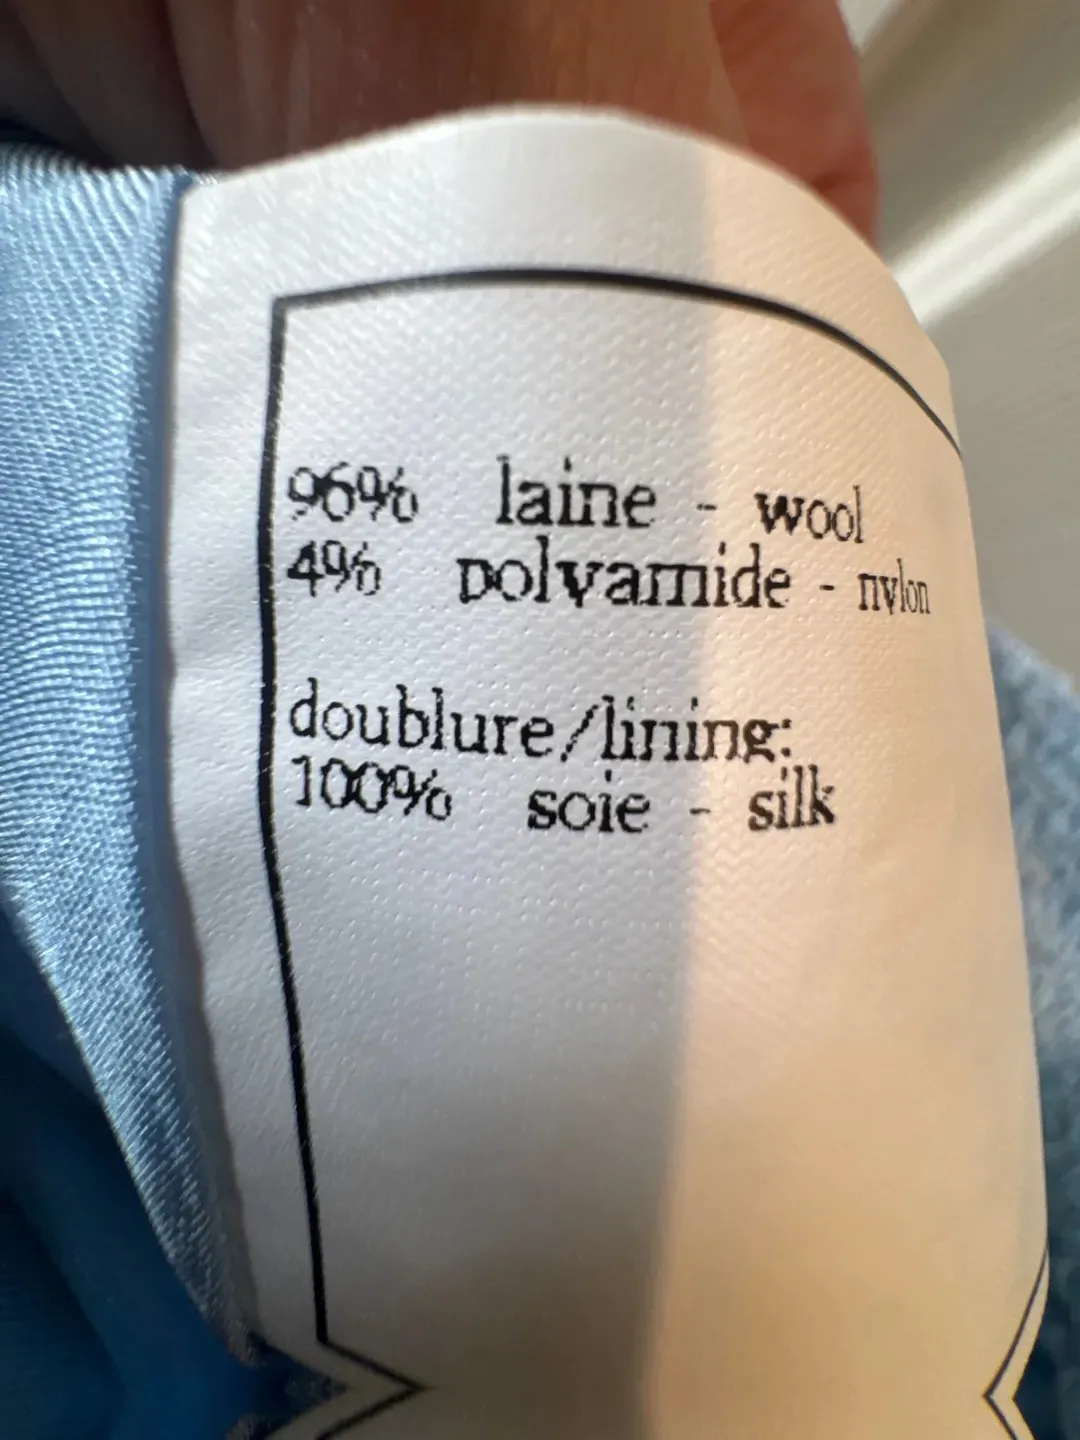 96% laine - wool
4% polyamide - nylon
doublure/lining:
100% soie - silk